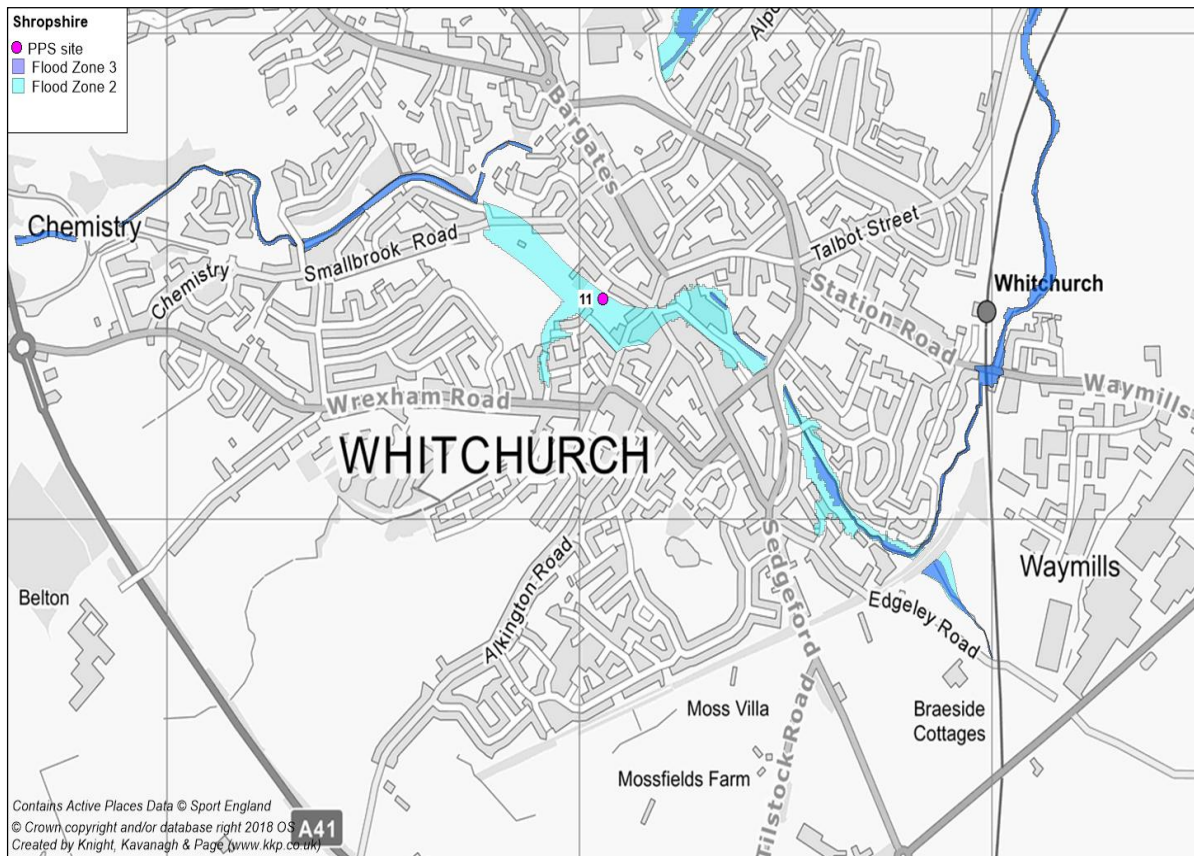 Shropshire
PPS site
Flood Zone 3
Flood Zone 2
Bargates
Chemistry
Smallbrook Road
Chemistry
Talbot Street
Whitchurch
11
Station Road
Waymills
Wrexham Road
WHITCHURCH
Sedgeford
Waymills
Belton
Alkington Road
Edgeley Road
Moss Villa
Braeside
Cottages
Mossfields Farm
Tilstock Road
Contains Active Places Data © Sport England
© Crown copyright and/or database right 2018 OS
A41
Created by Knight, Kavanagh & Page (www.kkp.co.uk)